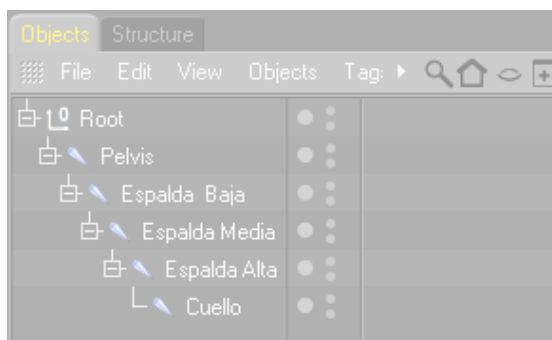 Objects Structure
File Edit View Objects Tag:
Root
Pelvis
Espalda Baja
Espalda Media
Espalda Alta
Cuello